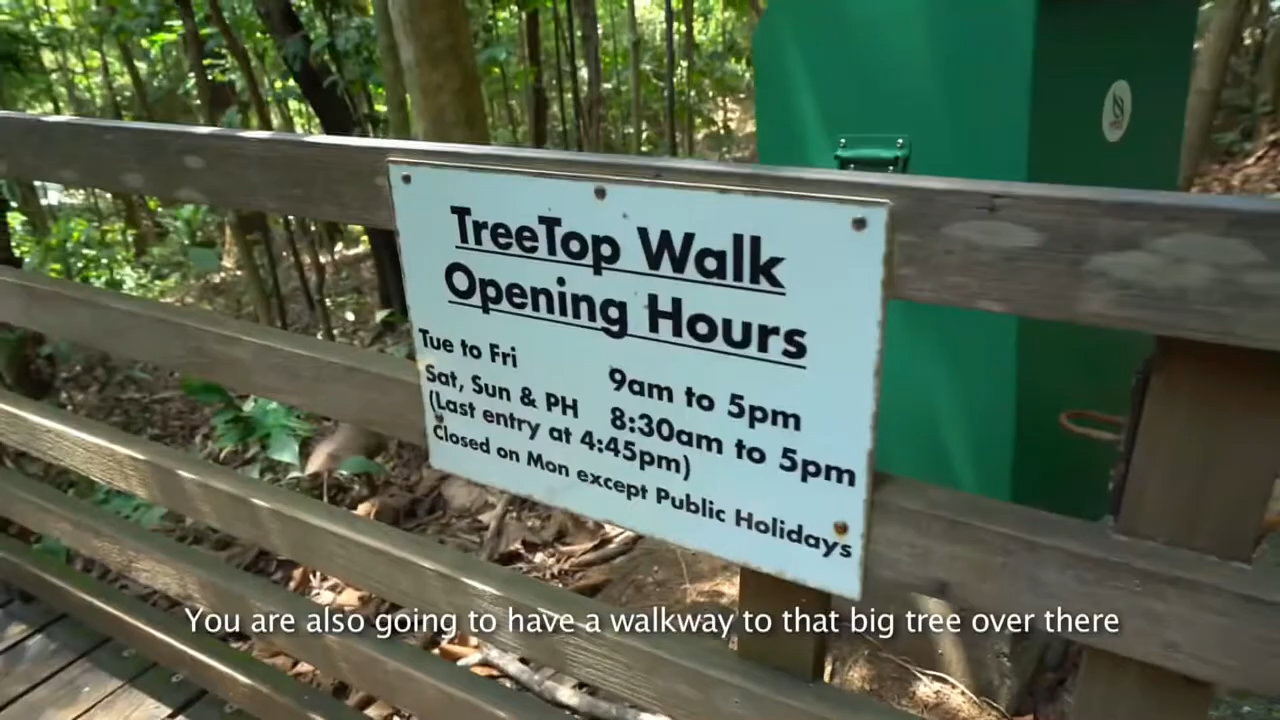 TreeTop Walk
Opening Hours
Tue to Fri 9am to 5pm
Sat, Sun & PH 8:30am to 5pm
(Last entry at 4:45pm)
Closed on Mon except Public Holidays
You are also going to have a walkway to that big tree over there